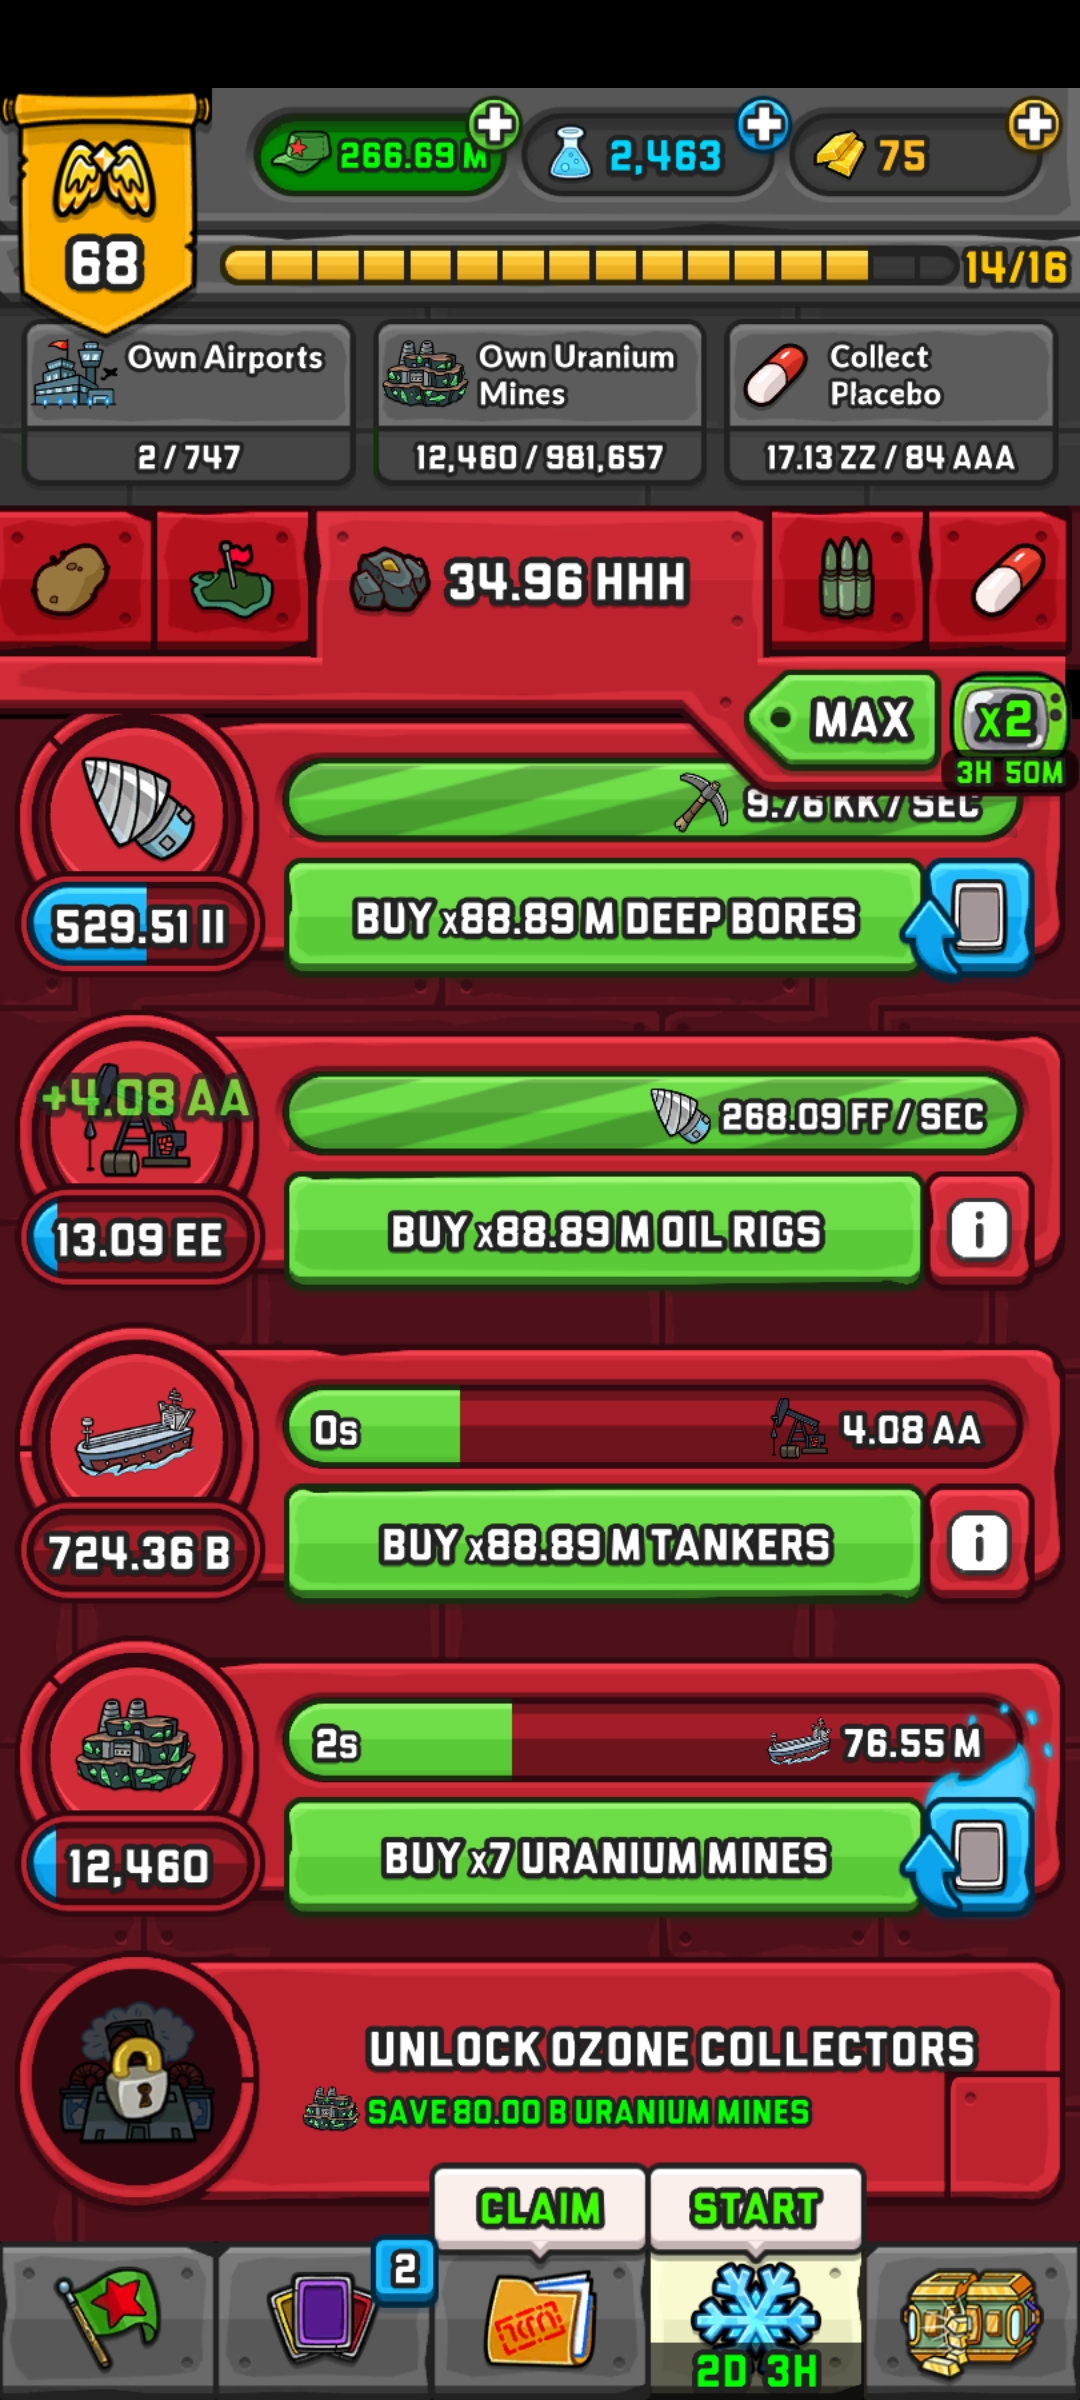 266.69 M
2,463
75
68
14/16
Own Airports
2 / 747
Own Uranium
Mines
12,460 / 981,657
Collect
Placebo
17.13 ZZ / 84 AAA
34.96 HHH
MAX
x2
3H 50M
9.76 KK / SEC
529.51 II
BUY x88.89 M DEEP BORES
+4.08 AA
268.09 FF / SEC
13.09 EE
BUY x88.89 M OIL RIGS
i
0s
4.08 AA
724.36 B
BUY x88.89 M TANKERS
i
2s
76.55 M
12,460
BUY x7 URANIUM MINES
UNLOCK OZONE COLLECTORS
SAVE 80.00 B URANIUM MINES
CLAIM
START
2
2D 3H